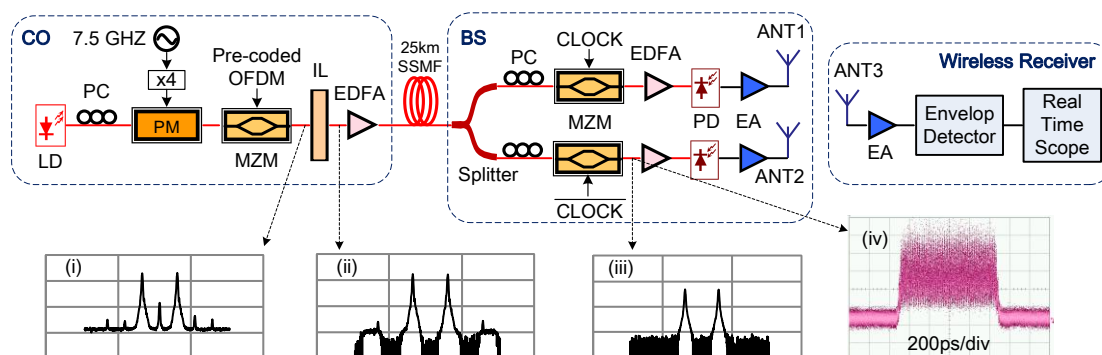 CO
7.5 GHZ
x4
PC
LD
PM
Pre-coded
OFDM
MZM
IL
EDFA
25km
SSMF
BS
Splitter
PC
CLOCK
MZM
EDFA
PD
EA
ANT1
CLOCK
ANT2
Wireless Receiver
ANT3
EA
Envelop
Detector
Real
Time
Scope
(i)
(ii)
(iii)
(iv)
200ps/div